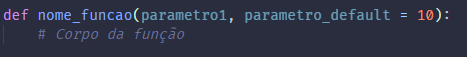 def nome_funcao(parametro1, parametro_default = 10):
    # Corpo da função